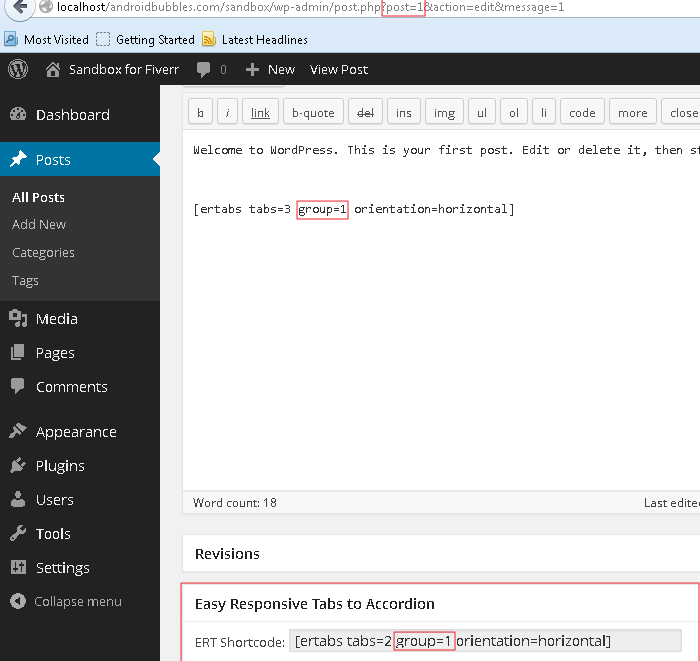 localhost/androidbubbles.com/sandbox/wp-admin/post.php?post=1&action=edit&message=1
Most Visited Getting Started Latest Headlines
Sandbox for Fiverr 0 New View Post
Dashboard
Posts
All Posts
Add New
Categories
Tags
Media
Pages
Comments
Appearance
Plugins
Users
Tools
Settings
Collapse menu
b i link b-quote del ins img ul ol li code more close
Welcome to WordPress. This is your first post. Edit or delete it, then st
[ertabs tabs=3 group=1 orientation=horizontal]
Word count: 18 Last edite
Revisions
Easy Responsive Tabs to Accordion
ERT Shortcode: [ertabs tabs=2 group=1 orientation=horizontal]